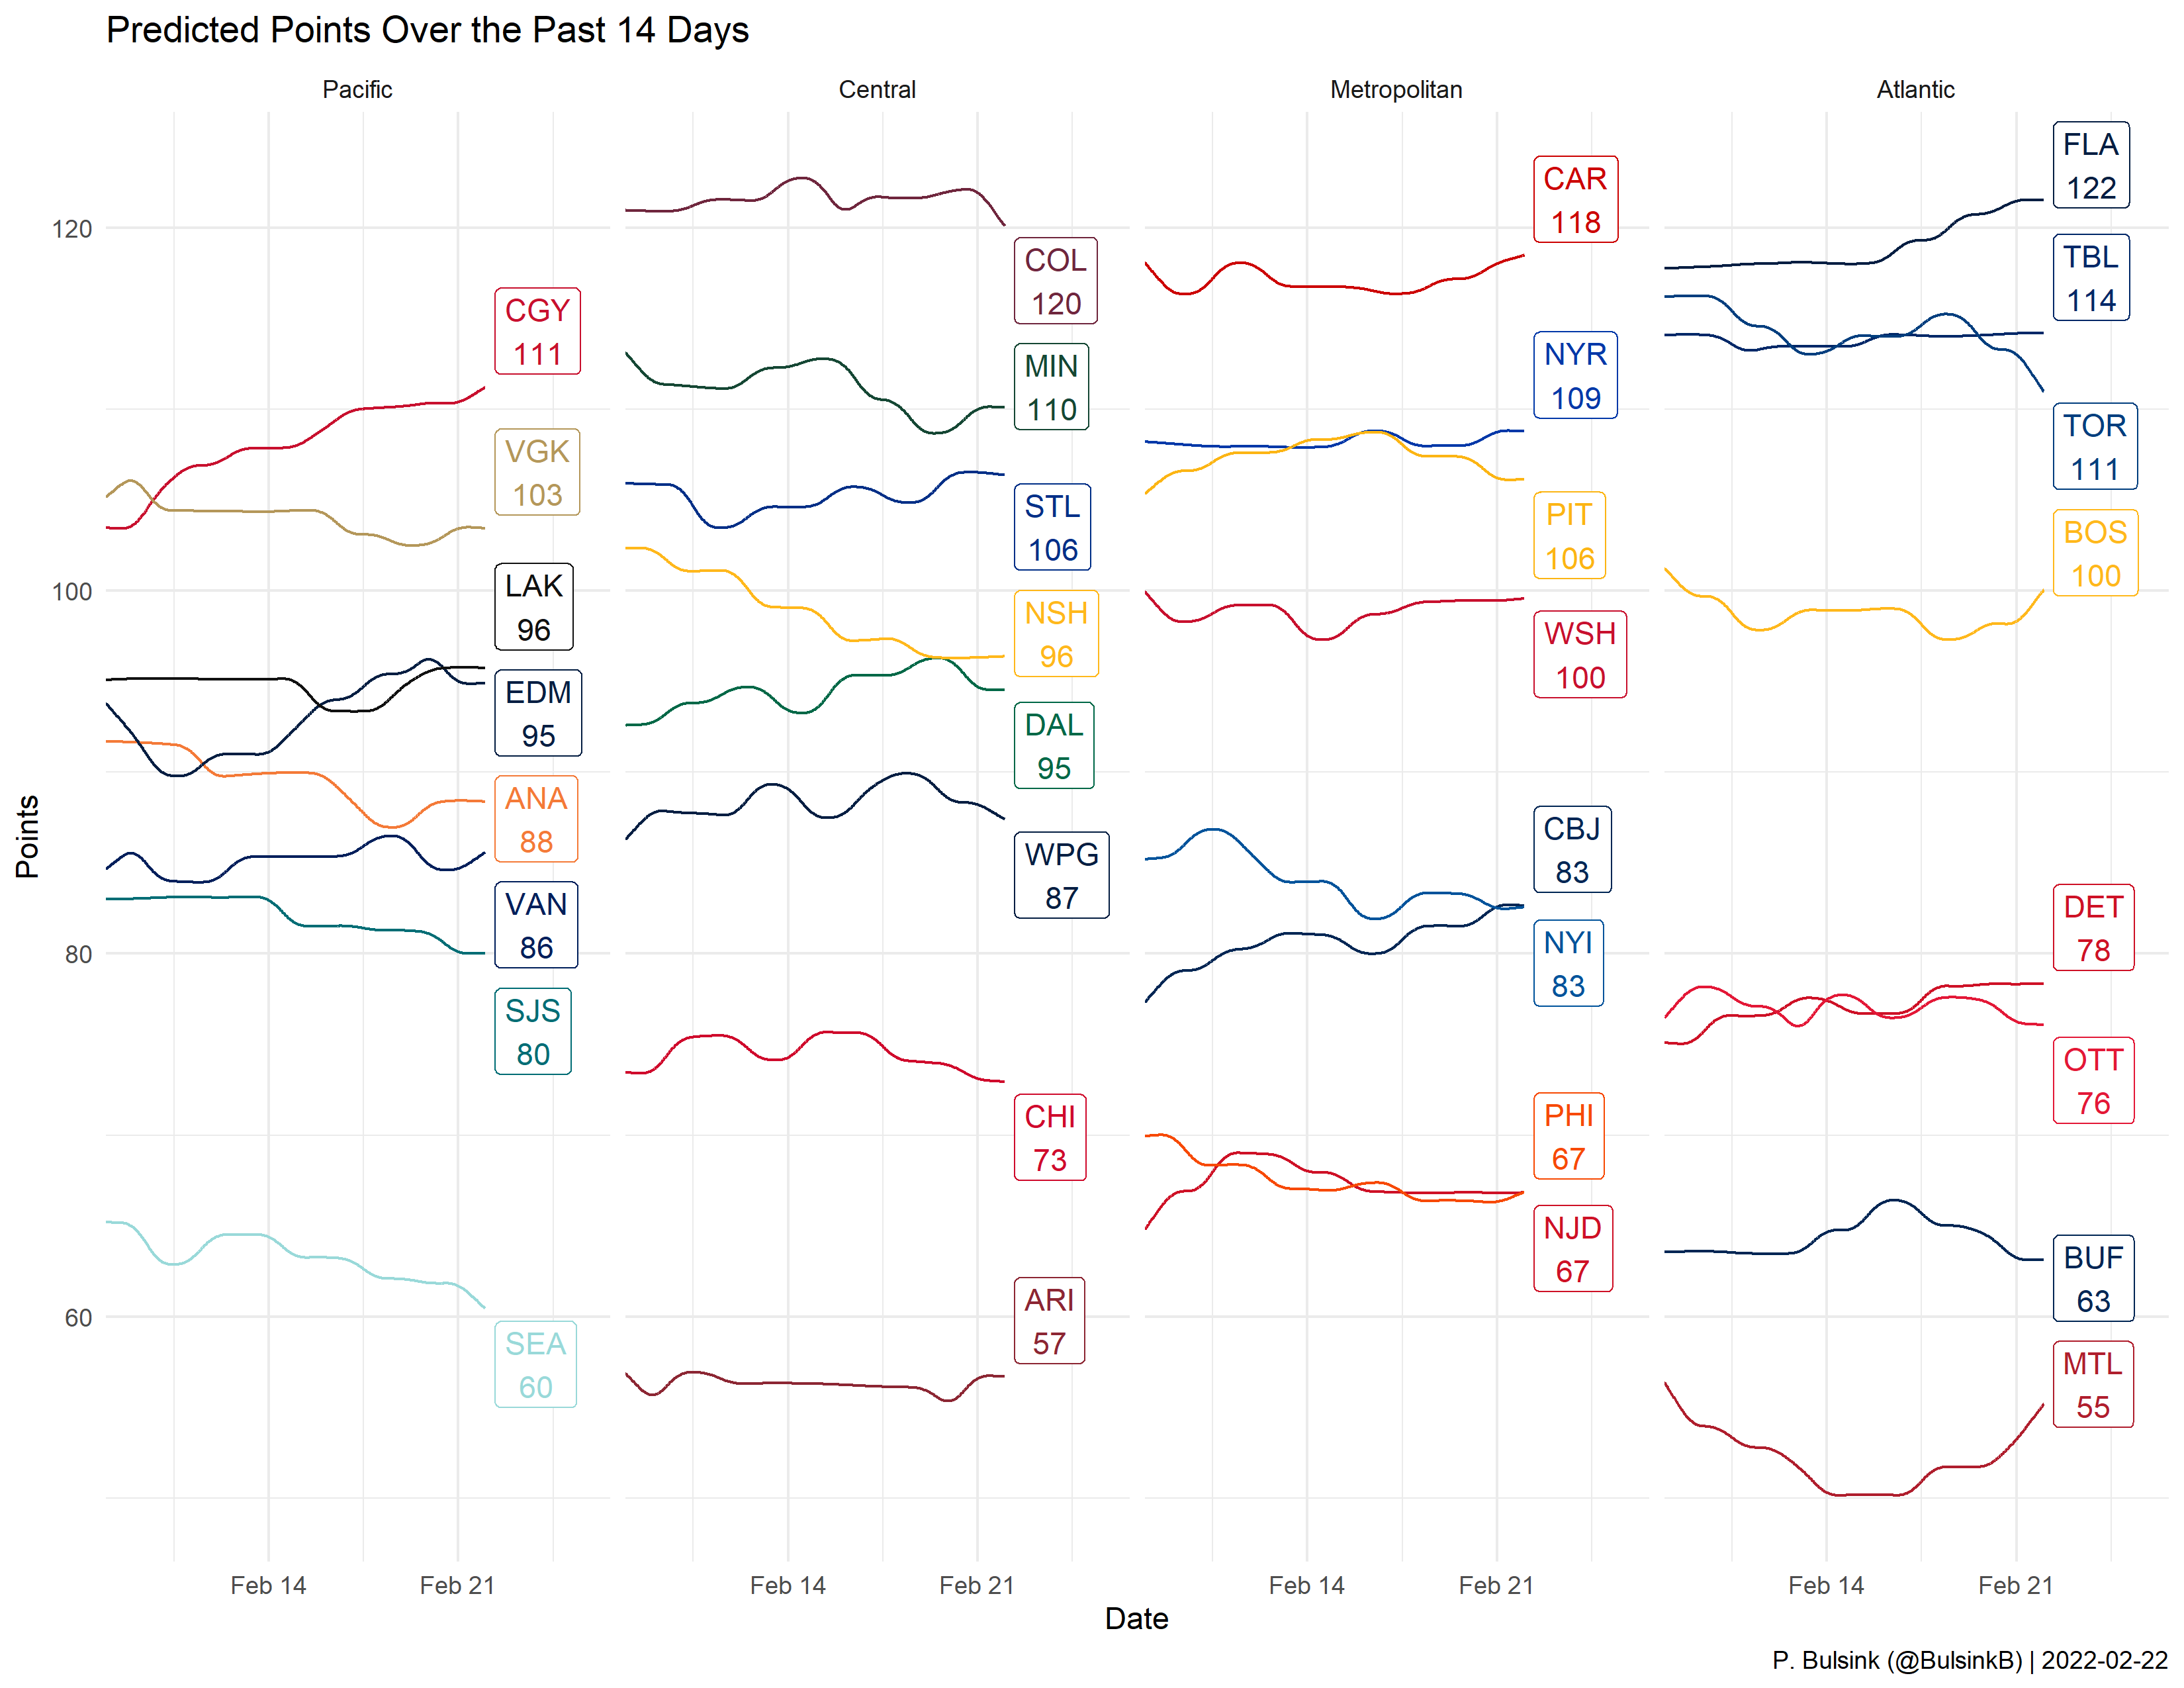 Predicted Points Over the Past 14 Days
Pacific
Central
Metropolitan
Atlantic
Points
120
100
80
60
CGY
111
VGK
103
LAK
96
EDM
95
ANA
88
VAN
86
SJS
80
SEA
60
COL
120
MIN
110
STL
106
NSH
96
DAL
95
WPG
87
CHI
73
ARI
57
CAR
118
NYR
109
PIT
106
WSH
100
CBJ
83
NYI
83
PHI
67
NJD
67
FLA
122
TBL
114
TOR
111
BOS
100
DET
78
OTT
76
BUF
63
MTL
55
Feb 14
Feb 21
Feb 14
Feb 21
Feb 14
Feb 21
Feb 14
Feb 21
Date
P. Bulsink (@BulsinkB) | 2022-02-22